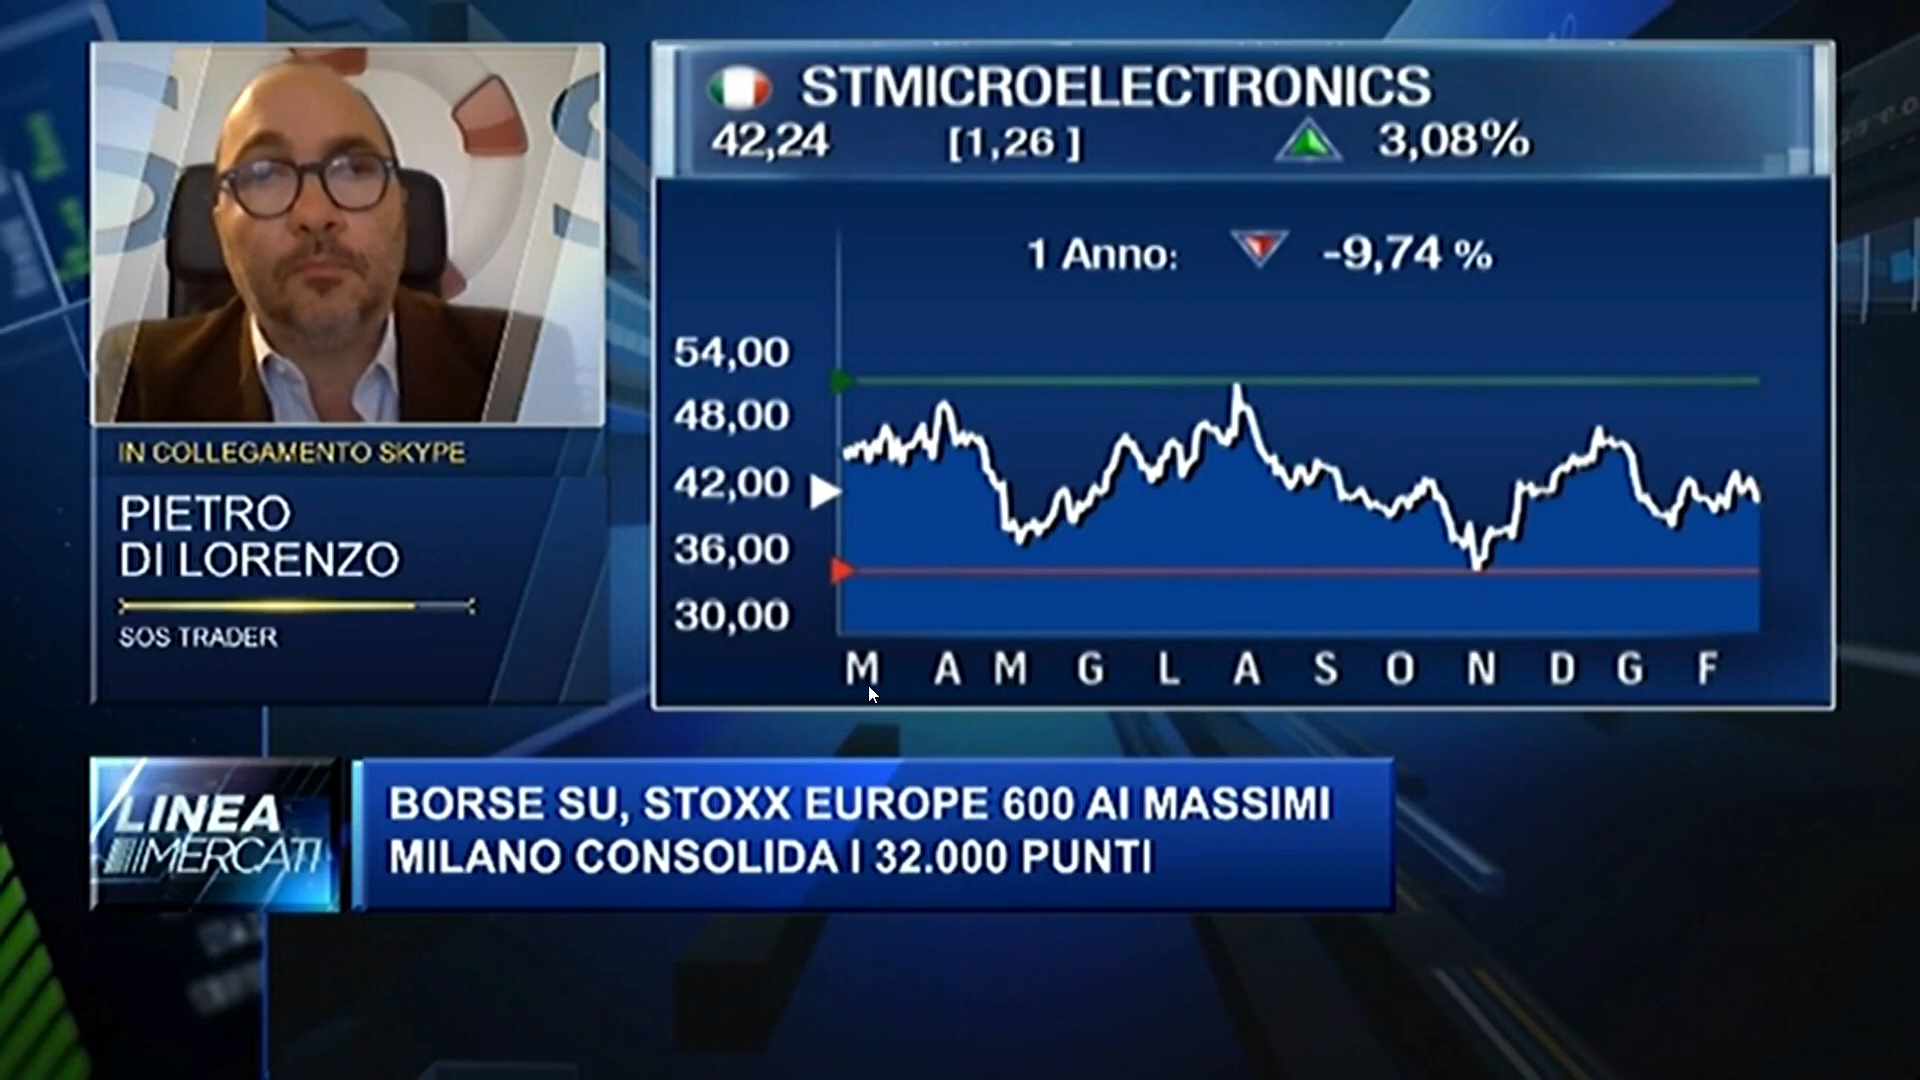 STMICROELECTRONICS
42,24 [1,26 ] 3,08%
1 Anno: -9,74 %
54,00
48,00
42,00
36,00
30,00
M A M G L A S O N D G F
IN COLLEGAMENTO SKYPE
PIETRO
DI LORENZO
SOS TRADER
LINEA
MERCATI
BORSE SU, STOXX EUROPE 600 AI MASSIMI
MILANO CONSOLIDA I 32.000 PUNTI